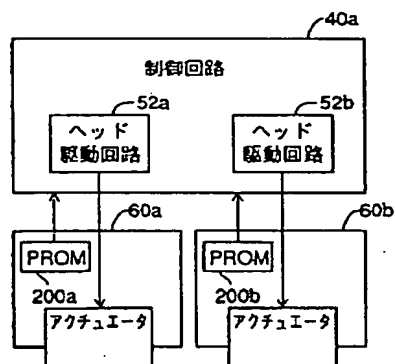 40a
制御回路
52a
52b
ヘッド
駆動回路
ヘッド
駆動回路
60a
60b
PROM
PROM
200a
200b
アクチュエータ
アクチュエータ